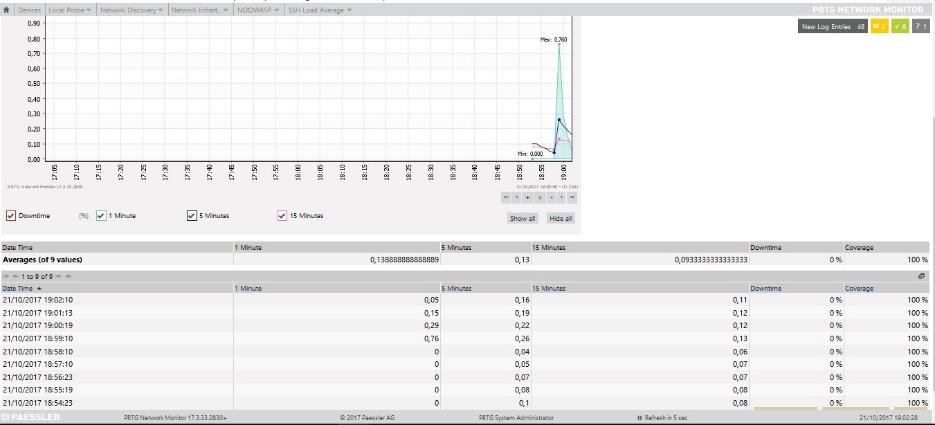 Devices Local Probe Network Discovery Network Infrast... NOOWASP SSH Load Average PRTG NETWORK MONITOR
New Log Entries 48 W 2 8 ? 1
0,90
0,80
0,70
0,60
0,50
0,40
0,30
0,20
0,10
0,00
Max: 0,760
Min: 0,000
17:05 17:10 17:15 17:20 17:25 17:30 17:35 17:40 17:45 17:50 17:55 18:00 18:05 18:10 18:15 18:20 18:25 18:30 18:35 18:40 18:45 18:50 18:55 19:00
PRTG Network Monitor 17.3.33.2830
Downtime (%) 1 Minute 5 Minutes 15 Minutes Show all Hide all
Date Time 1 Minute 5 Minutes 15 Minutes Downtime Coverage
Averages (of 9 values) 0,138888888888889 0,13 0,0933333333333333 0 % 100 %
1 to 9 of 9
Date Time 1 Minute 5 Minutes 15 Minutes Downtime Coverage
21/10/2017 19:02:10 0,05 0,16 0,11 0 % 100 %
21/10/2017 19:01:13 0,15 0,19 0,12 0 % 100 %
21/10/2017 19:00:19 0,29 0,22 0,12 0 % 100 %
21/10/2017 18:59:10 0,76 0,26 0,13 0 % 100 %
21/10/2017 18:58:10 0 0,04 0,06 0 % 100 %
21/10/2017 18:57:10 0 0,05 0,07 0 % 100 %
21/10/2017 18:56:23 0 0,07 0,07 0 % 100 %
21/10/2017 18:55:19 0 0,08 0,08 0 % 100 %
21/10/2017 18:54:23 0 0,1 0,08 0 % 100 %
PAESSLER PRTG Network Monitor 17.3.33.2830+ © 2017 Paessler AG PRTG System Administrator Refresh in 5 sec 21/10/2017 19:02:28